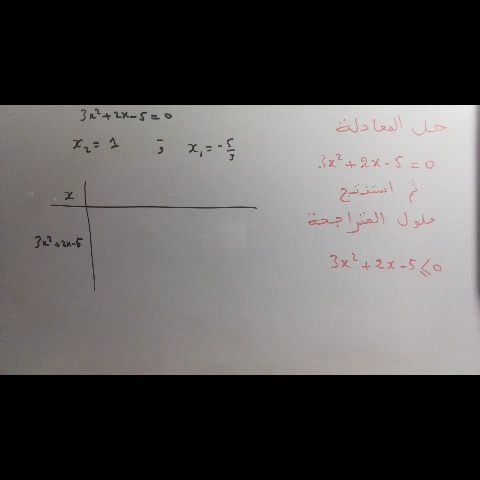 حل المعادلة
3x² + 2x - 5 = 0
ثم استنتج
حلول المتراجحة
3x² + 2x - 5 ⩽ 0
3x² + 2x - 5 = 0
x₂ = 1 ; x₁ = -5/3
x
3x² + 2x - 5